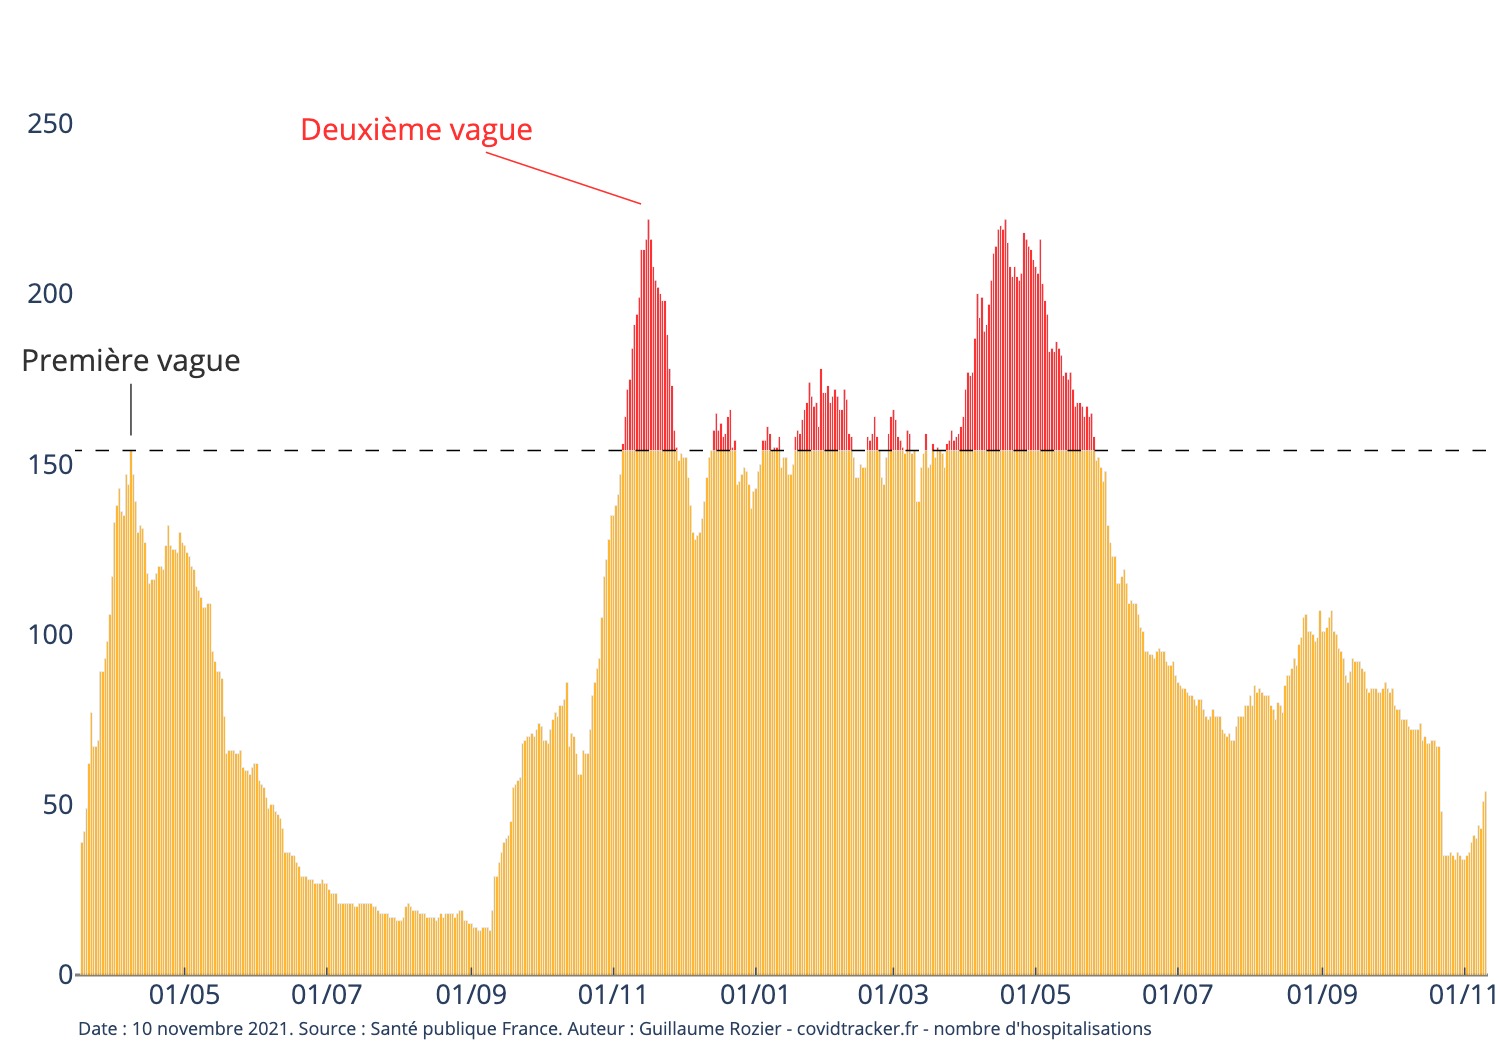 250
Deuxième vague
200
Première vague
150
100
50
0
01/05 01/07 01/09 01/11 01/01 01/03 01/05 01/07 01/09 01/11
Date : 10 novembre 2021. Source : Santé publique France. Auteur : Guillaume Rozier - covidtracker.fr - nombre d'hospitalisations